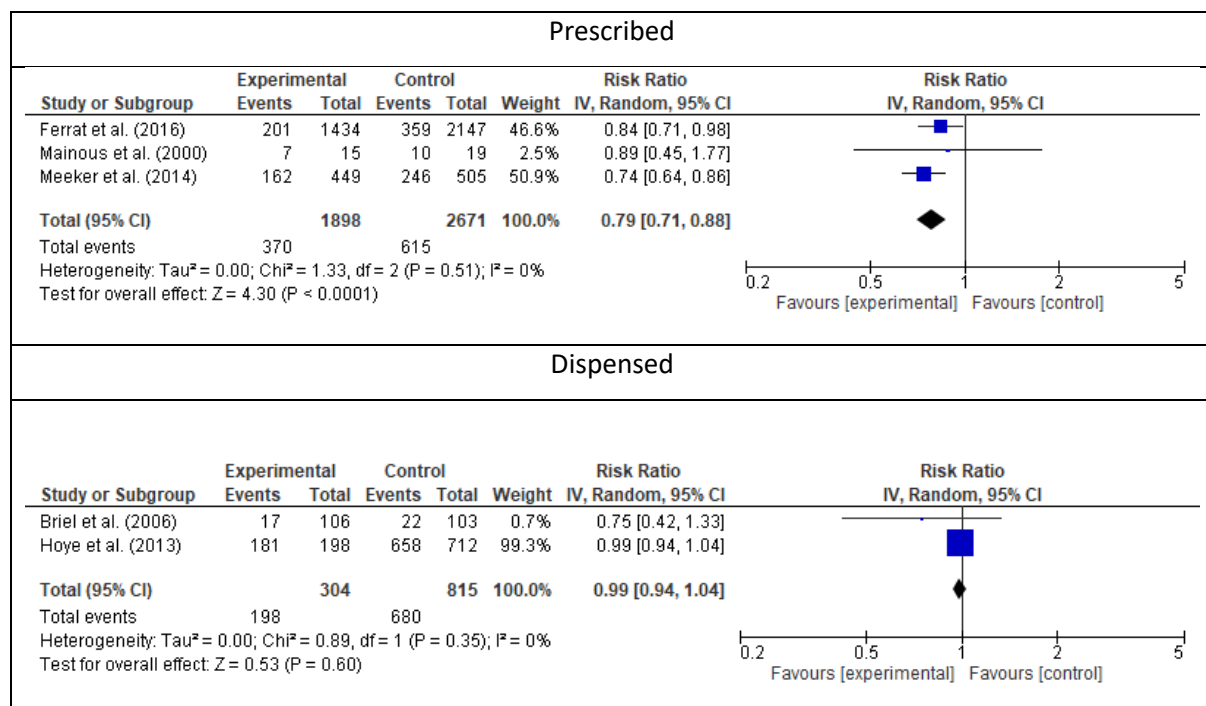 Prescribed
Experimental Control Risk Ratio Risk Ratio
Study or Subgroup Events Total Events Total Weight IV, Random, 95% CI IV, Random, 95% CI
Ferrat et al. (2016) 201 1434 359 2147 46.6% 0.84 [0.71, 0.98]
Mainous et al. (2000) 7 15 10 19 2.5% 0.89 [0.45, 1.77]
Meeker et al. (2014) 162 449 246 505 50.9% 0.74 [0.64, 0.86]
Total (95% CI) 1898 2671 100.0% 0.79 [0.71, 0.88]
Total events 370 615
Heterogeneity: Tau² = 0.00; Chi² = 1.33, df = 2 (P = 0.51); I² = 0%
Test for overall effect: Z = 4.30 (P < 0.0001)
0.2 0.5 1 2 5
Favours [experimental] Favours [control]
Dispensed
Experimental Control Risk Ratio Risk Ratio
Study or Subgroup Events Total Events Total Weight IV, Random, 95% CI IV, Random, 95% CI
Briel et al. (2006) 17 106 22 103 0.7% 0.75 [0.42, 1.33]
Hoye et al. (2013) 181 198 658 712 99.3% 0.99 [0.94, 1.04]
Total (95% CI) 304 815 100.0% 0.99 [0.94, 1.04]
Total events 198 680
Heterogeneity: Tau² = 0.00; Chi² = 0.89, df = 1 (P = 0.35); I² = 0%
Test for overall effect: Z = 0.53 (P = 0.60)
0.2 0.5 1 2 5
Favours [experimental] Favours [control]